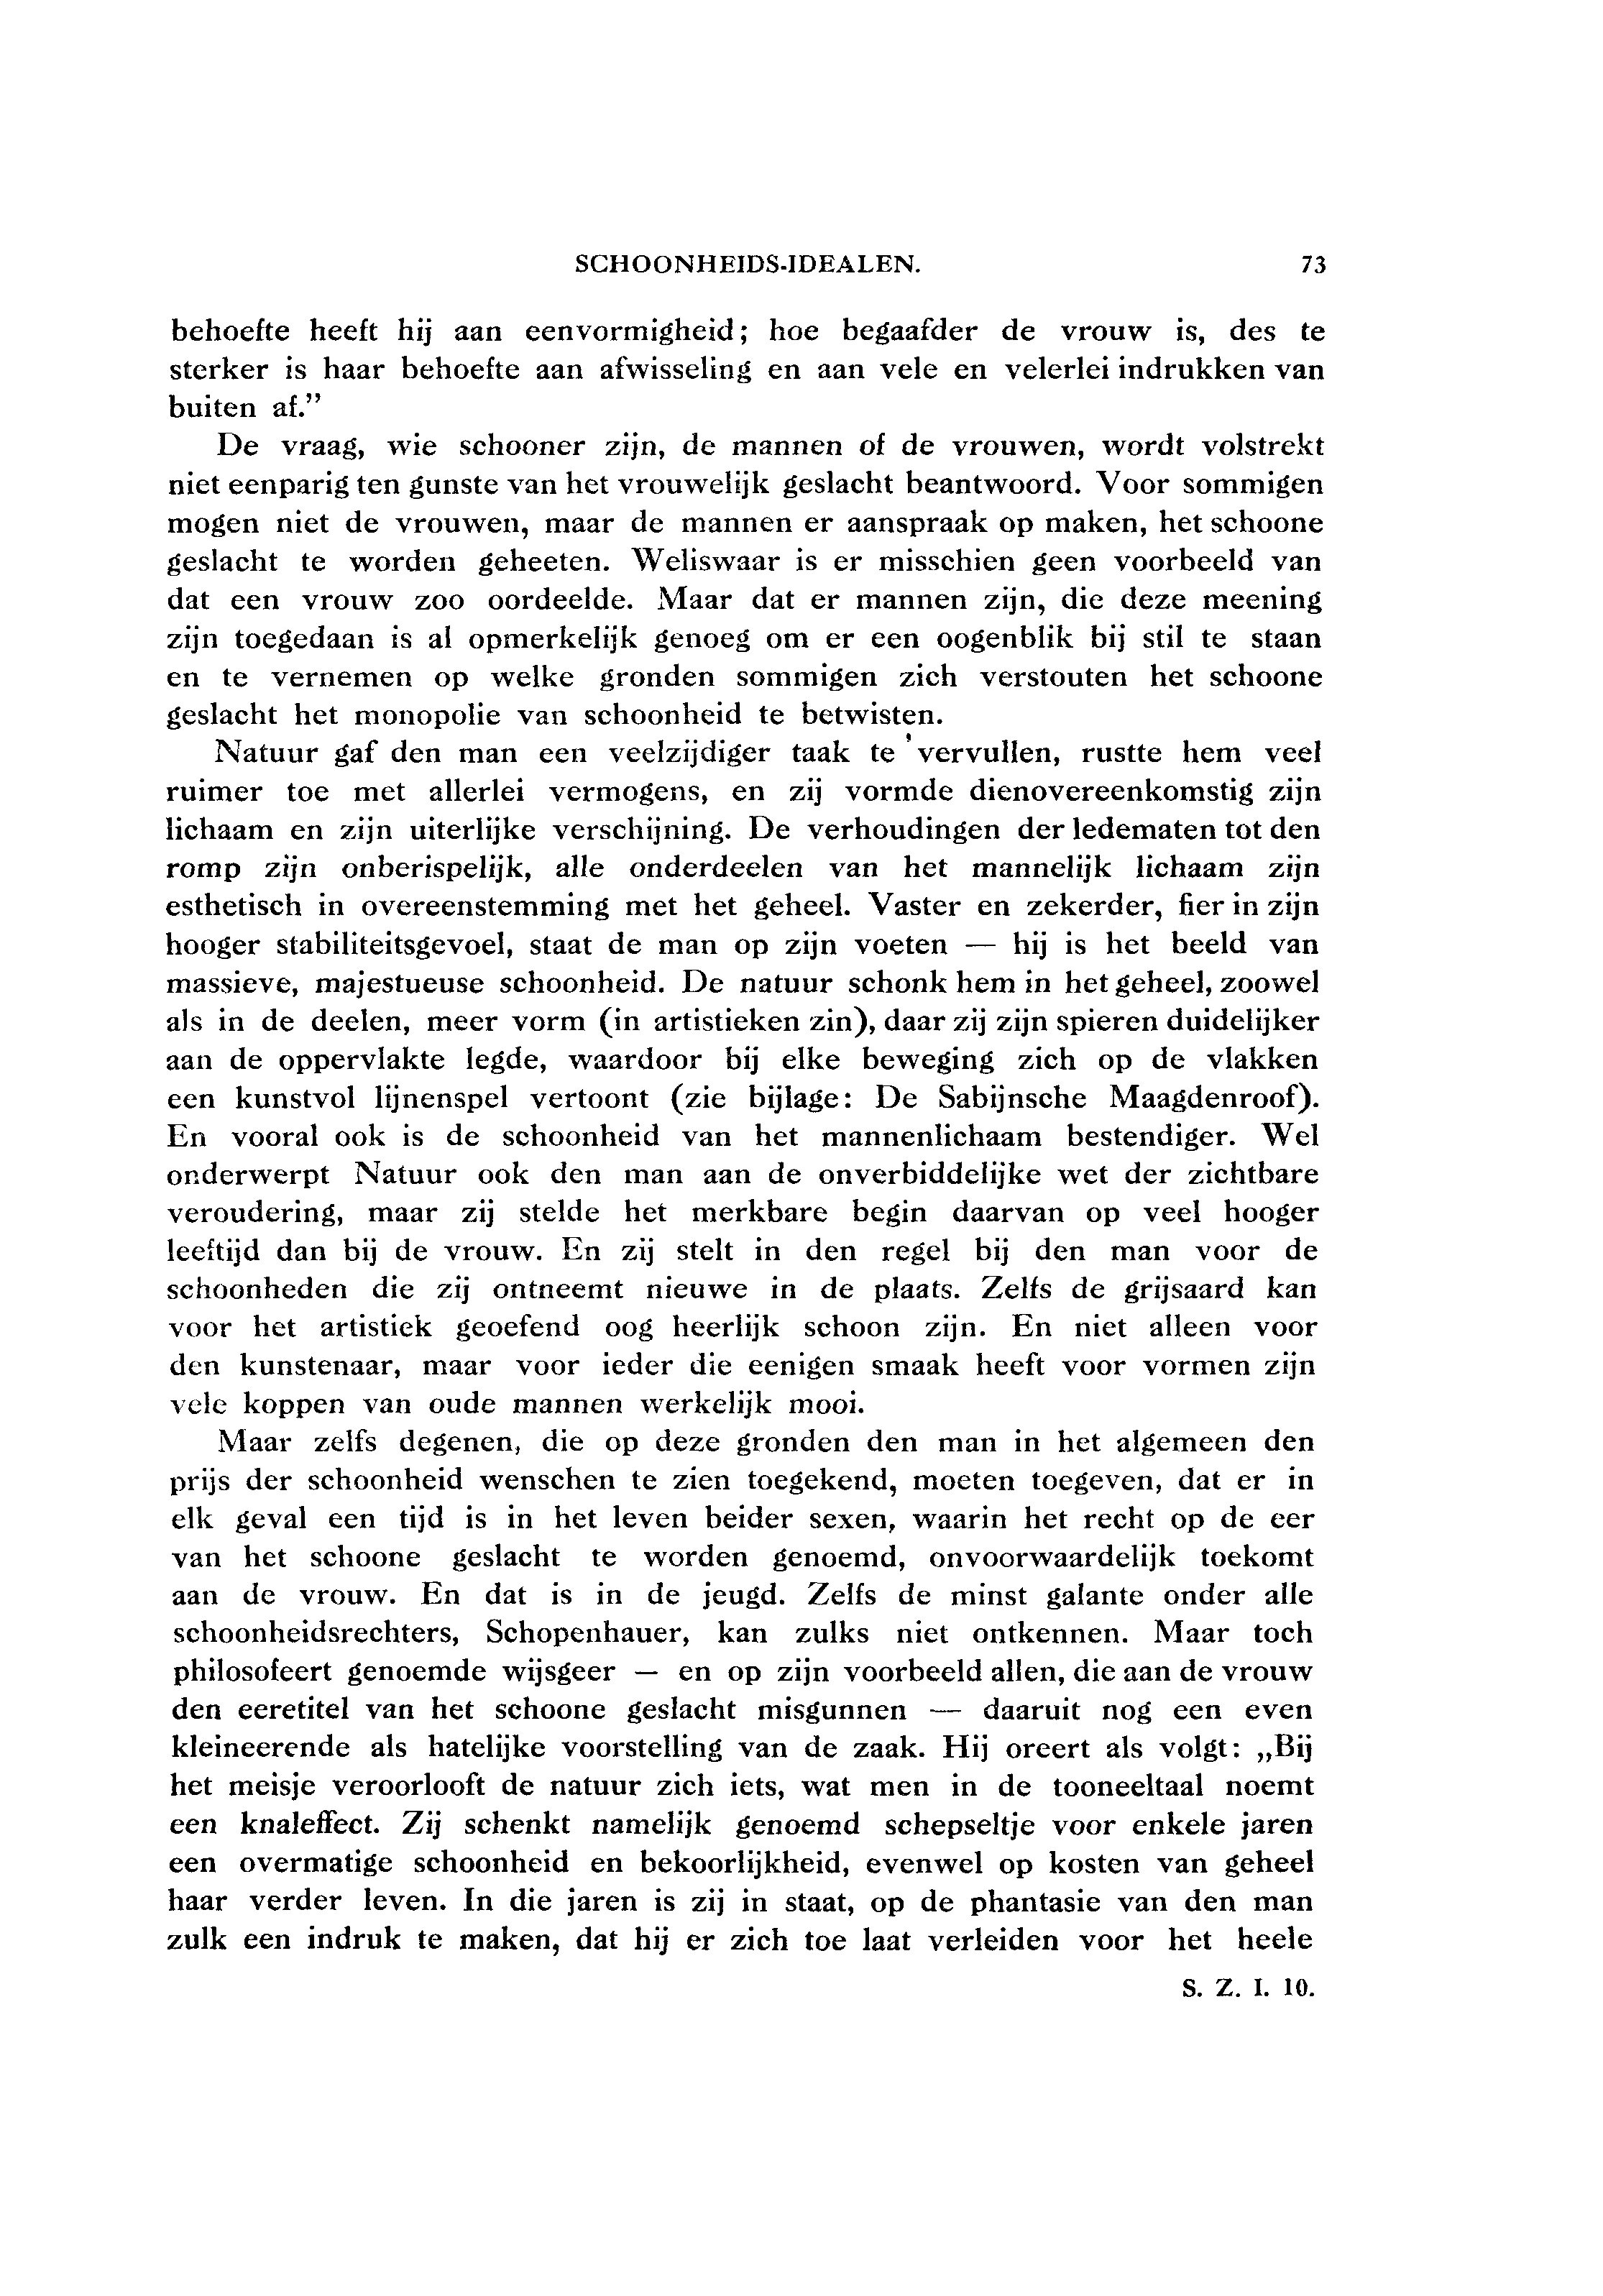 SCHOONHEIDS-IDEALEN. 73
behoefte heeft hij aan eenvormigheid; hoe begaafder de vrouw is, des te
sterker is haar behoefte aan afwisseling en aan vele en velerlei indrukken van
buiten af.”
De vraag, wie schooner zijn, de mannen of de vrouwen, wordt volstrekt
niet eenparig ten gunste van het vrouwelijk geslacht beantwoord. Voor sommigen
mogen niet de vrouwen, maar de mannen er aanspraak op maken, het schoone
geslacht te worden geheeten. Weliswaar is er misschien geen voorbeeld van
dat een vrouw zoo oordeelde. Maar dat er mannen zijn, die deze meening
zijn toegedaan is al opmerkelijk genoeg om er een oogenblik bij stil te staan
en te vernemen op welke gronden sommigen zich verstouten het schoone
geslacht het monopolie van schoonheid te betwisten.
Natuur gaf den man een veelzijdiger taak te vervullen, rustte hem veel
ruimer toe met allerlei vermogens, en zij vormde dienovereenkomstig zijn
lichaam en zijn uiterlijke verschijning. De verhoudingen der ledematen tot den
romp zijn onberispelijk, alle onderdeelen van het mannelijk lichaam zijn
esthetisch in overeenstemming met het geheel. Vaster en zekerder, fier in zijn
hooger stabiliteitsgevoel, staat de man op zijn voeten — hij is het beeld van
massieve, majestueuse schoonheid. De natuur schonk hem in het geheel, zoowel
als in de deelen, meer vorm (in artistieken zin), daar zij zijn spieren duidelijker
aan de oppervlakte legde, waardoor bij elke beweging zich op de vlakken
een kunstvol lijnenspel vertoont (zie bijlage: De Sabijnsche Maagdenroof).
En vooral ook is de schoonheid van het mannenlichaam bestendiger. Wel
onderwerpt Natuur ook den man aan de onverbiddelijke wet der zichtbare
veroudering, maar zij stelde het merkbare begin daarvan op veel hooger
leeftijd dan bij de vrouw. En zij stelt in den regel bij den man voor de
schoonheden die zij ontneemt nieuwe in de plaats. Zelfs de grijsaard kan
voor het artistiek geoefend oog heerlijk schoon zijn. En niet alleen voor
den kunstenaar, maar voor ieder die eenigen smaak heeft voor vormen zijn
vele koppen van oude mannen werkelijk mooi.
Maar zelfs degenen, die op deze gronden den man in het algemeen den
prijs der schoonheid wenschen te zien toegekend, moeten toegeven, dat er in
elk geval een tijd is in het leven beider sexen, waarin het recht op de eer
van het schoone geslacht te worden genoemd, onvoorwaardelijk toekomt
aan de vrouw. En dat is in de jeugd. Zelfs de minst galante onder alle
schoonheidsrechters, Schopenhauer, kan zulks niet ontkennen. Maar toch
philosofeert genoemde wijsgeer — en op zijn voorbeeld allen, die aan de vrouw
den eeretitel van het schoone geslacht misgunnen — daaruit nog een even
kleineerende als hatelijke voorstelling van de zaak. Hij oreert als volgt: „Bij
het meisje veroorlooft de natuur zich iets, wat men in de tooneeltaal noemt
een knaleffect. Zij schenkt namelijk genoemd schepseltje voor enkele jaren
een overmatige schoonheid en bekoorlijkheid, evenwel op kosten van geheel
haar verder leven. In die jaren is zij in staat, op de phantasie van den man
zulk een indruk te maken, dat hij er zich toe laat verleiden voor het heele
S. Z. I. 10.